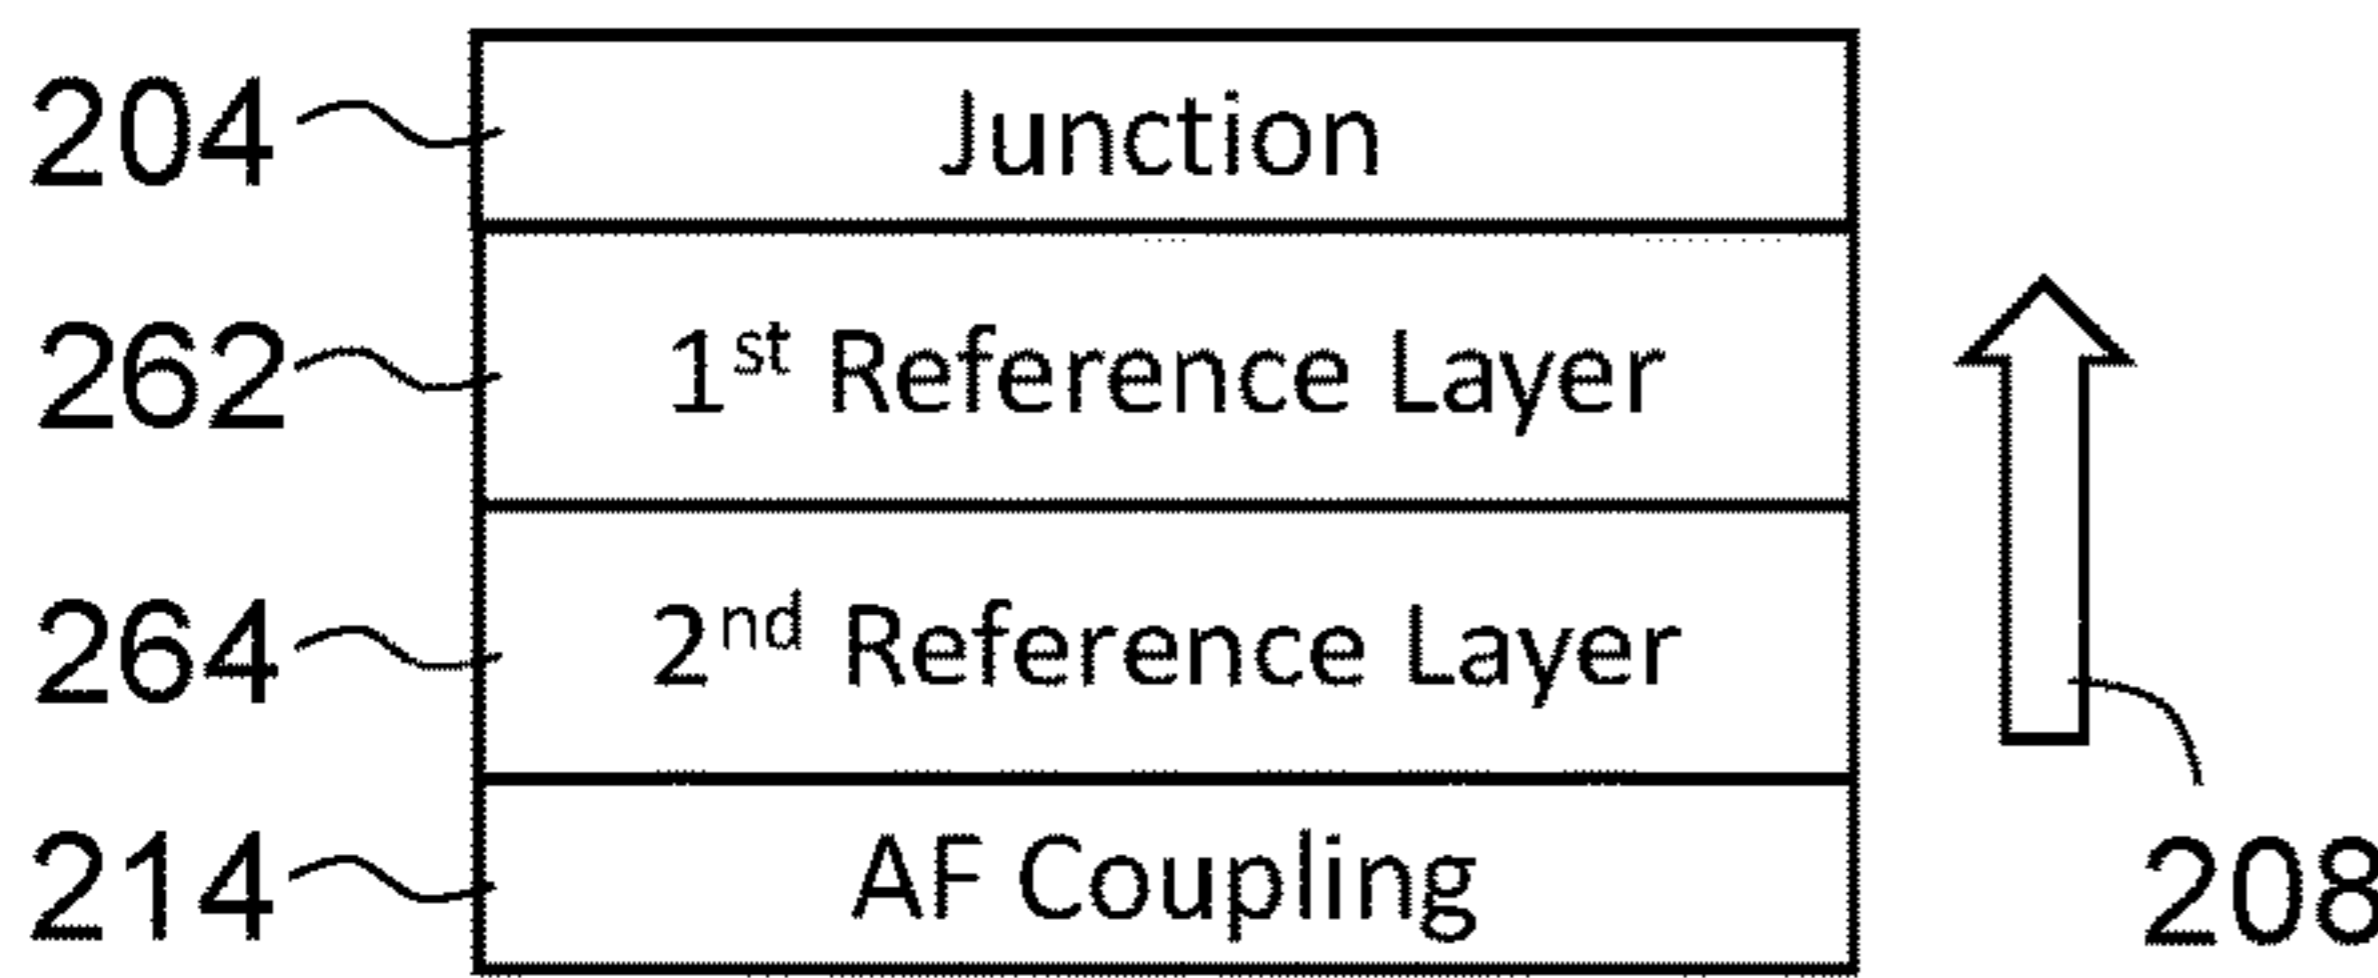 204 Junction
262 1st Reference Layer
264 2nd Reference Layer
214 AF Coupling
208